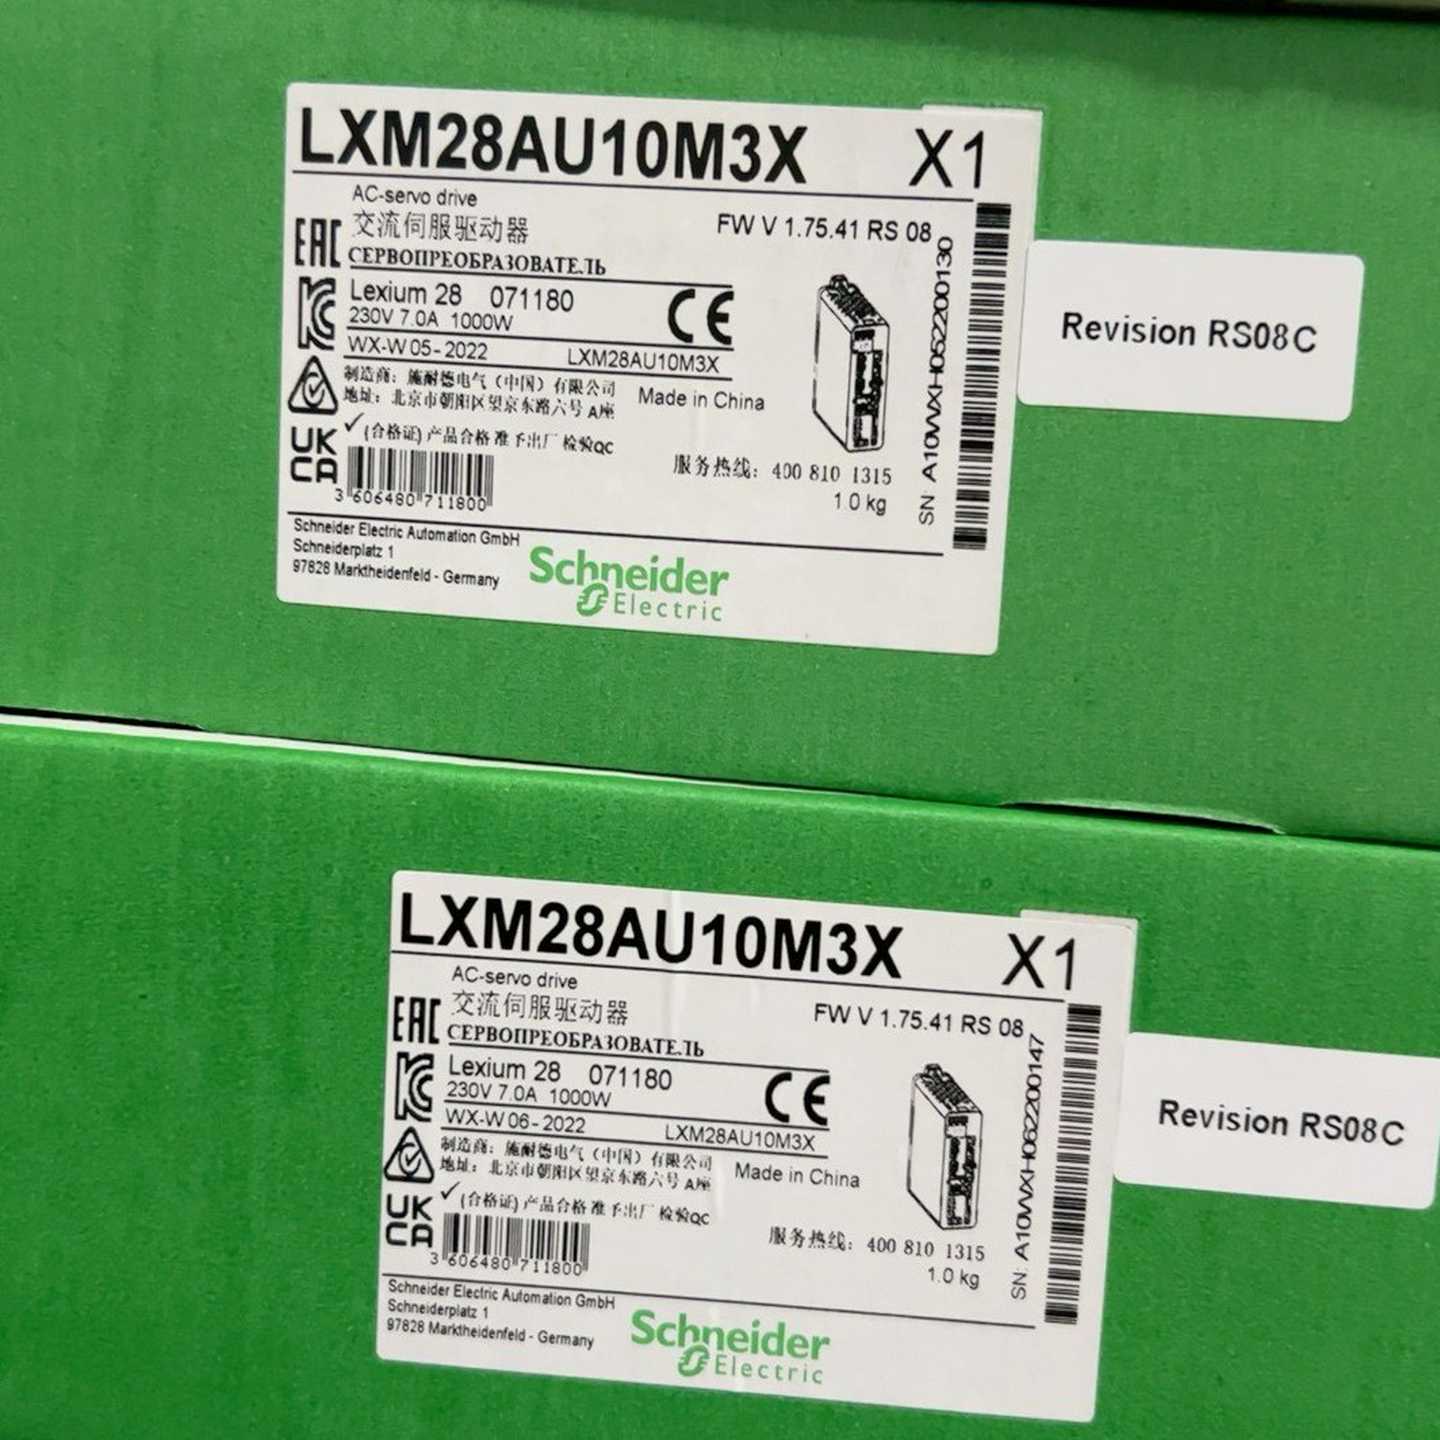 LXM28AU10M3X X1
AC-servo drive
交流伺服驱动器
FW V 1.75.41 RS 08
EAC
СЕРВОПРЕОБРАЗОВАТЕЛЬ
Lexium 28 071180
CE
230V 7.0A 1000W
WX-W 05-2022 LXM28AU10M3X
制造商：施耐德电气（中国）有限公司
地址：北京市朝阳区望京东路六号 A座
Made in China
✓(合格证) 产品合格 准予出厂 检验QC
UK
CA
服务热线：400 810 1315
3 606480 711800
1.0 kg
SN: A10WXH0522200130
Schneider Electric Automation GmbH
Schneiderplatz 1
97828 Marktheidenfeld - Germany
Schneider
Electric
Revision RS08C
LXM28AU10M3X X1
AC-servo drive
交流伺服驱动器
FW V 1.75.41 RS 08
EAC
СЕРВОПРЕОБРАЗОВАТЕЛЬ
Lexium 28 071180
CE
230V 7.0A 1000W
WX-W 06-2022 LXM28AU10M3X
制造商：施耐德电气（中国）有限公司
地址：北京市朝阳区望京东路六号 A座
Made in China
✓(合格证) 产品合格 准予出厂 检验QC
UK
CA
服务热线：400 810 1315
3 606480 711800
1.0 kg
SN: A10WXH0622200147
Schneider Electric Automation GmbH
Schneiderplatz 1
97828 Marktheidenfeld - Germany
Schneider
Electric
Revision RS08C